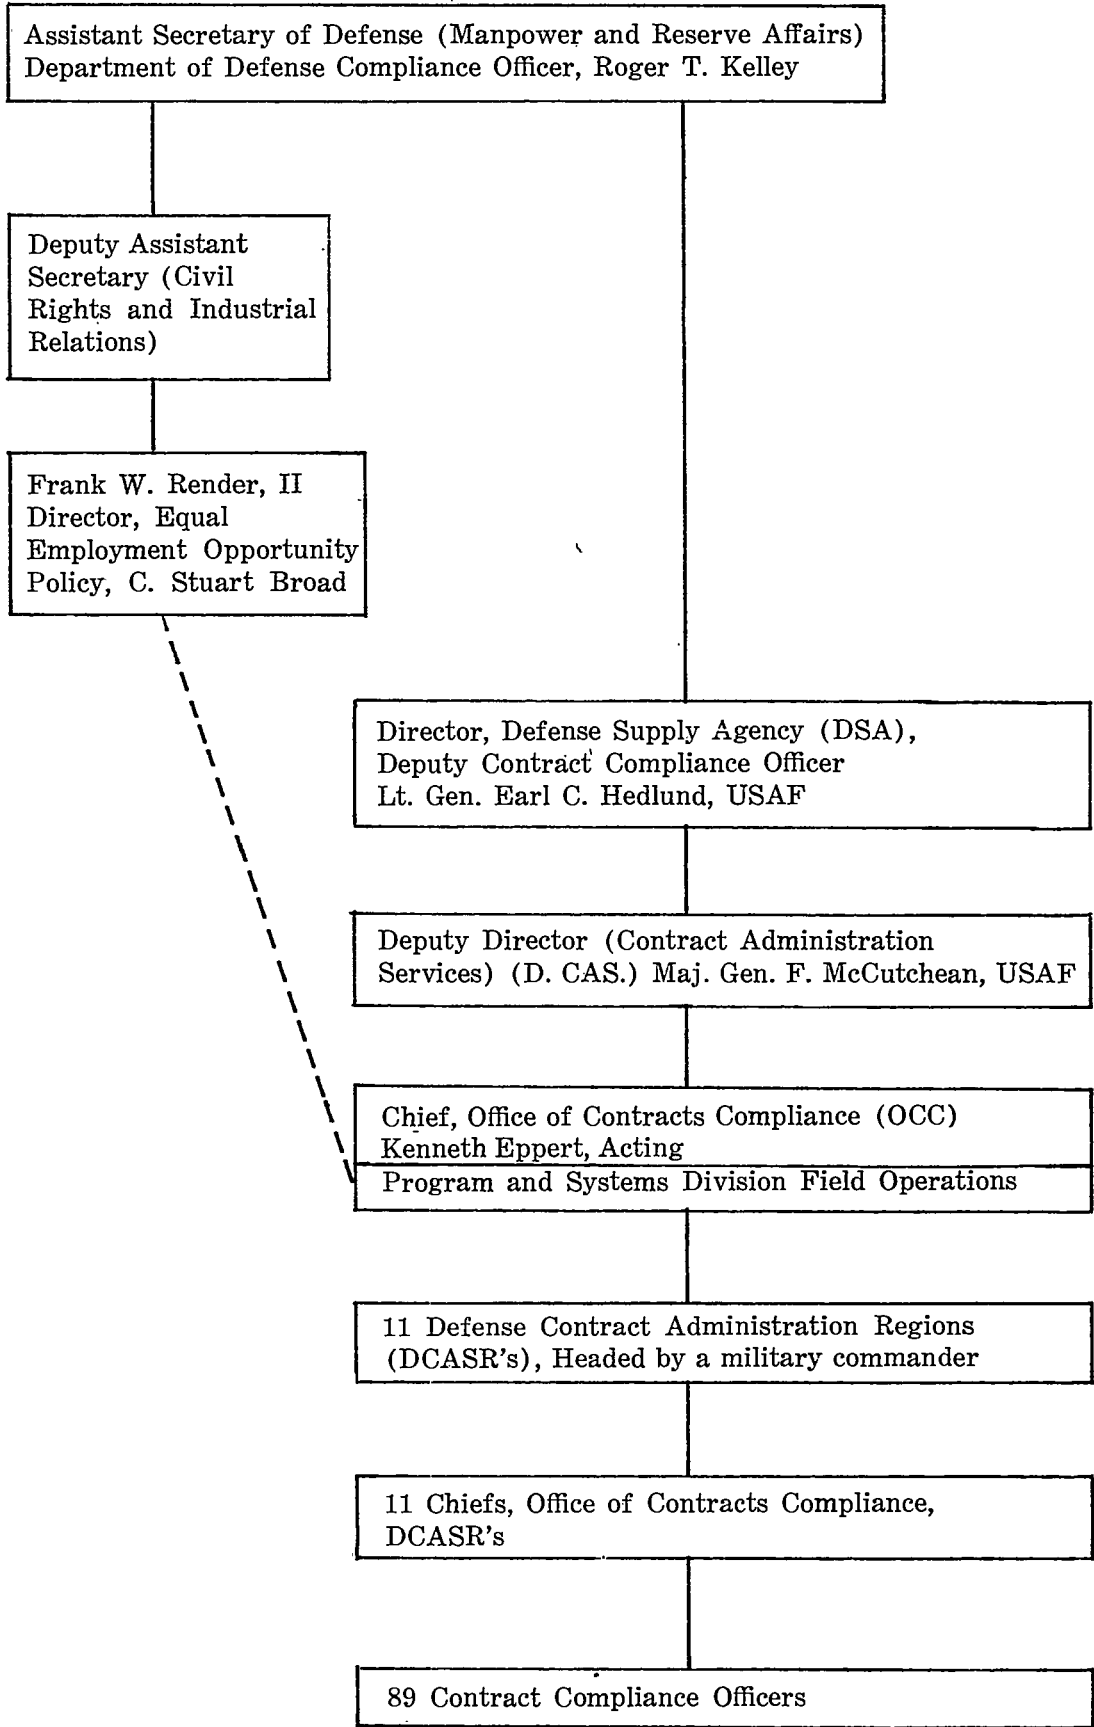 Assistant Secretary of Defense (Manpower and Reserve Affairs)
Department of Defense Compliance Officer, Roger T. Kelley
Deputy Assistant
Secretary (Civil
Rights and Industrial
Relations)
Frank W. Render, II
Director, Equal
Employment Opportunity
Policy, C. Stuart Broad
Director, Defense Supply Agency (DSA),
Deputy Contract Compliance Officer
Lt. Gen. Earl C. Hedlund, USAF
Deputy Director (Contract Administration
Services) (D. CAS.) Maj. Gen. F. McCutchean, USAF
Chief, Office of Contracts Compliance (OCC)
Kenneth Eppert, Acting
Program and Systems Division Field Operations
11 Defense Contract Administration Regions
(DCASR's), Headed by a military commander
11 Chiefs, Office of Contracts Compliance,
DCASR's
89 Contract Compliance Officers